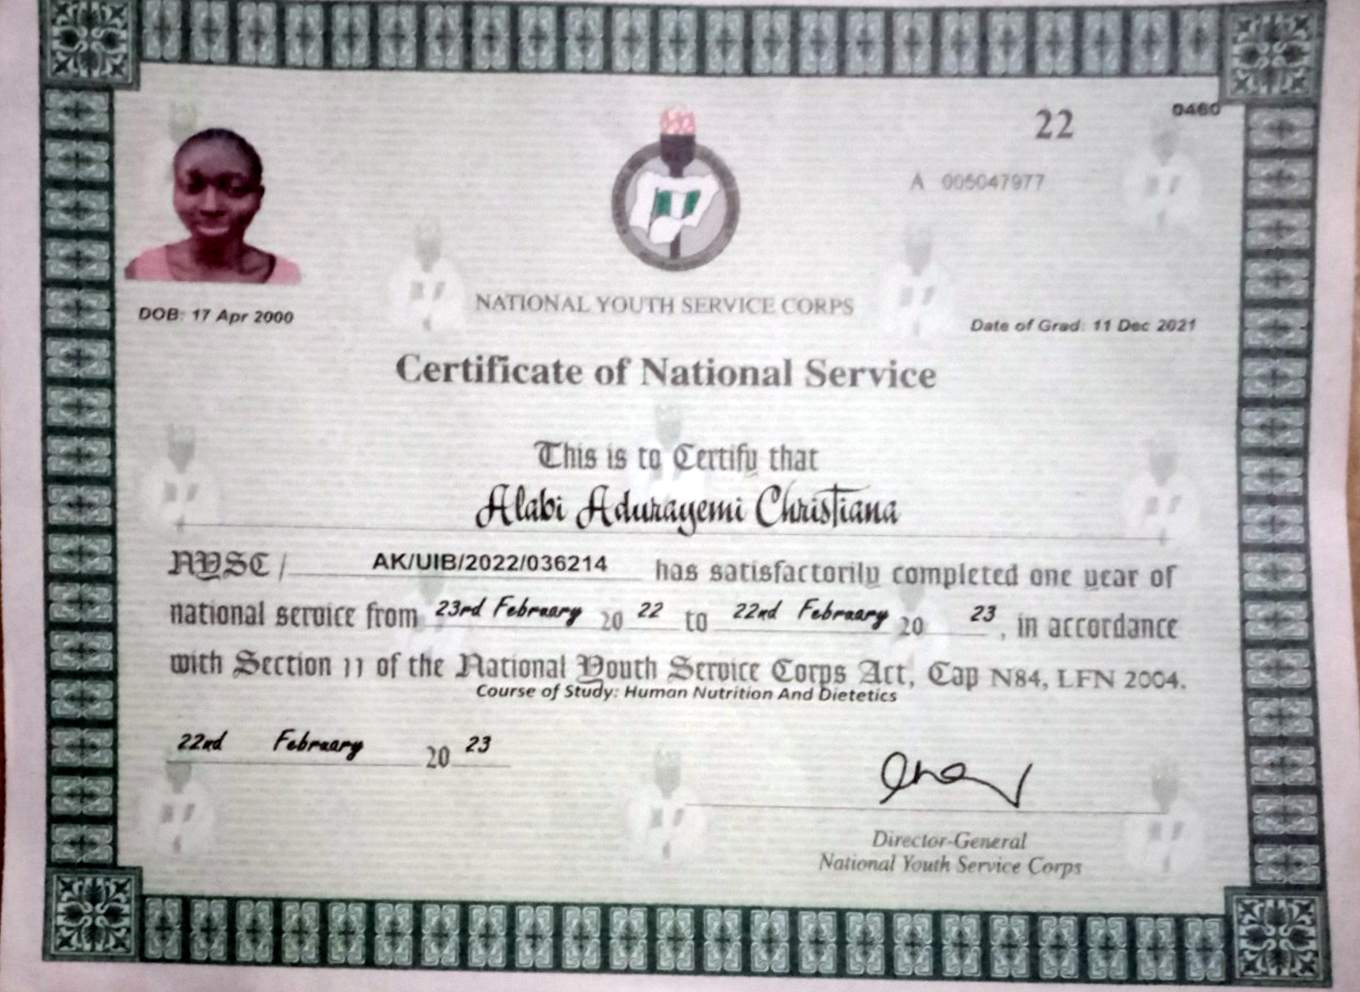 22
0460
A 005047977
NATIONAL YOUTH SERVICE CORPS
DOB: 17 Apr 2000
Date of Grad: 11 Dec 2021
Certificate of National Service
This is to Certify that
Alabi Adurayemi Christiana
NYSC / AK/UIB/2022/036214 has satisfactorily completed one year of
national service from 23rd February 20 22 to 22nd February 20 23, in accordance
with Section 11 of the National Youth Service Corps Act, Cap N84, LFN 2004.
Course of Study: Human Nutrition And Dietetics
22nd February 20 23
Director-General
National Youth Service Corps